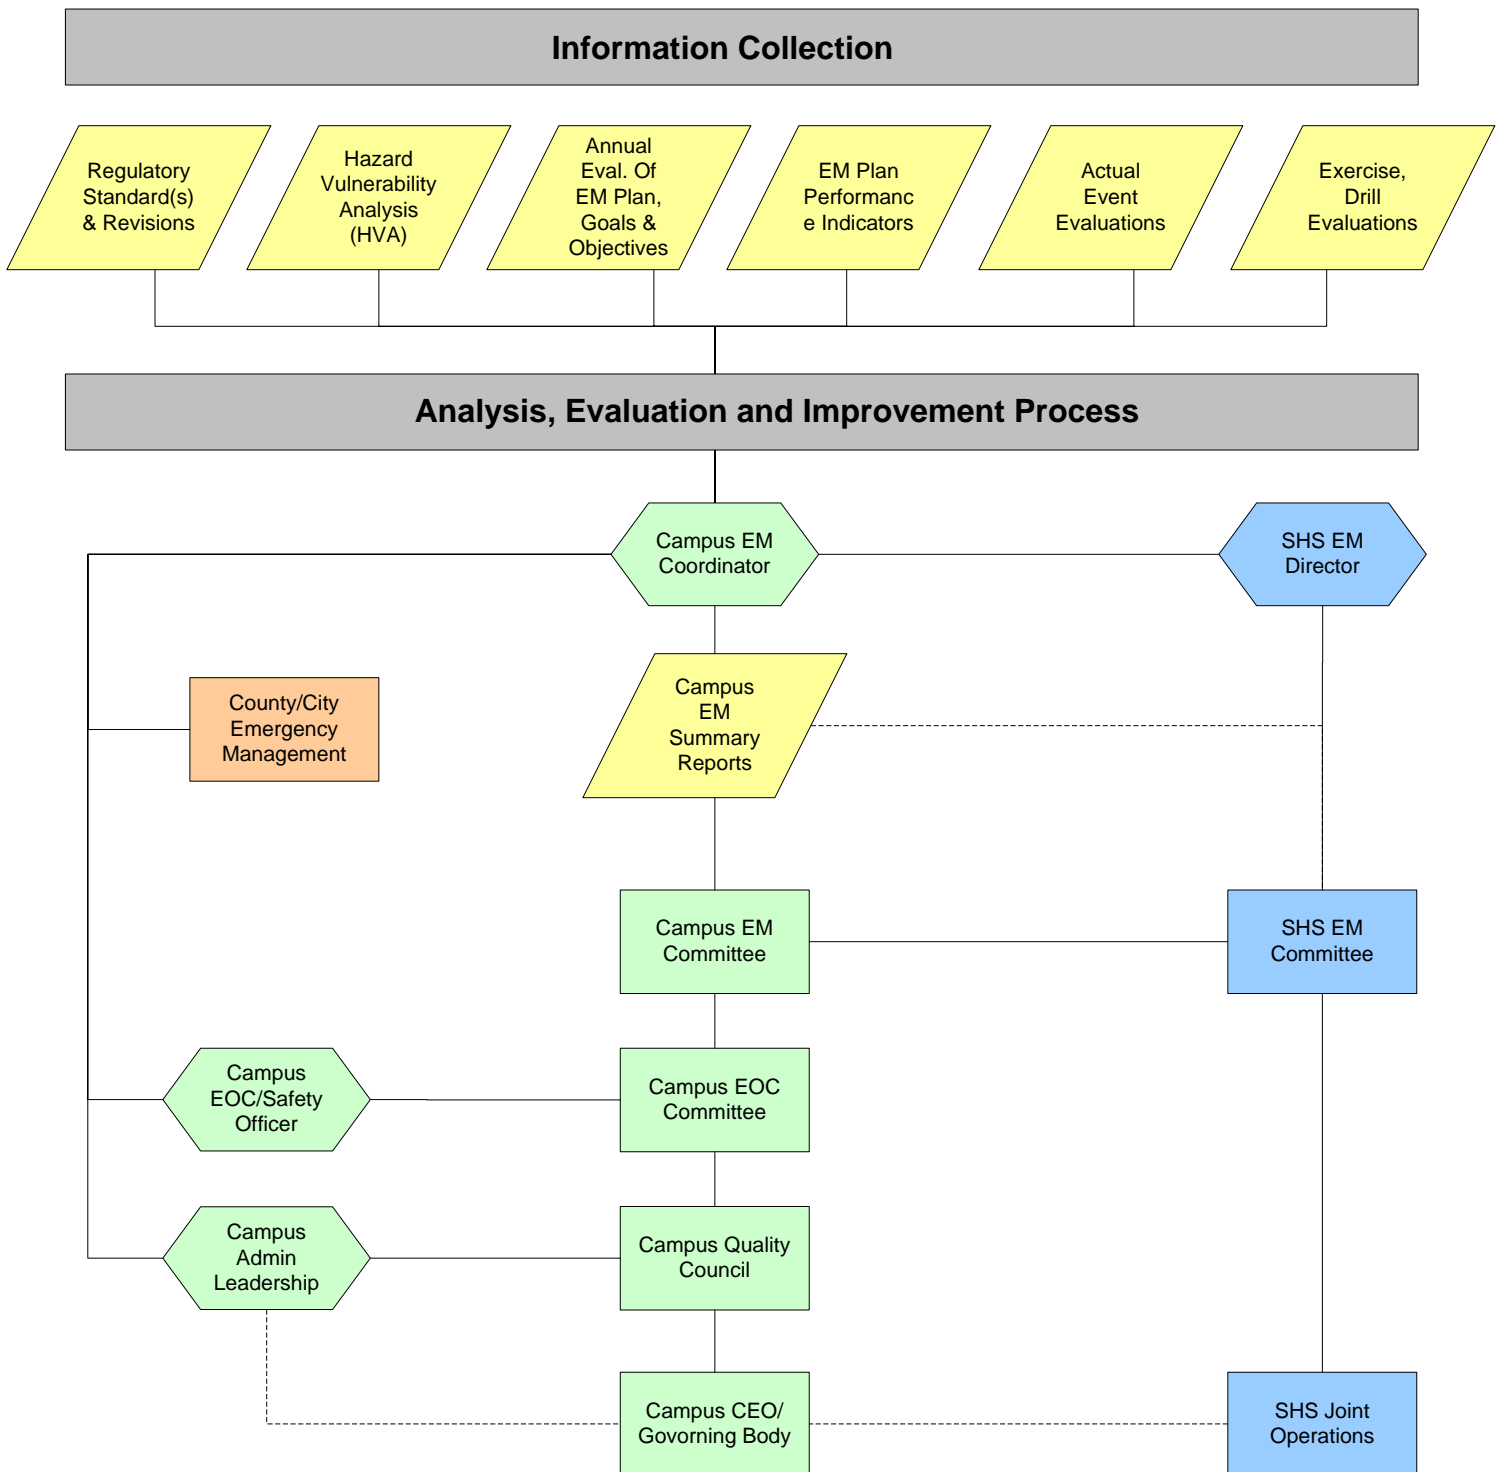 Information Collection
Regulatory
Standard(s)
& Revisions
Hazard
Vulnerability
Analysis
(HVA)
Annual
Eval. Of
EM Plan,
Goals &
Objectives
EM Plan
Performanc
e Indicators
Actual
Event
Evaluations
Exercise,
Drill
Evaluations
Analysis, Evaluation and Improvement Process
Campus EM
Coordinator
SHS EM
Director
County/City
Emergency
Management
Campus
EM
Summary
Reports
Campus EM
Committee
SHS EM
Committee
Campus
EOC/Safety
Officer
Campus EOC
Committee
Campus
Admin
Leadership
Campus Quality
Council
Campus CEO/
Govorning Body
SHS Joint
Operations